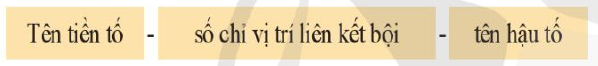 Tên tiền tố - số chỉ vị trí liên kết bội - tên hậu tố